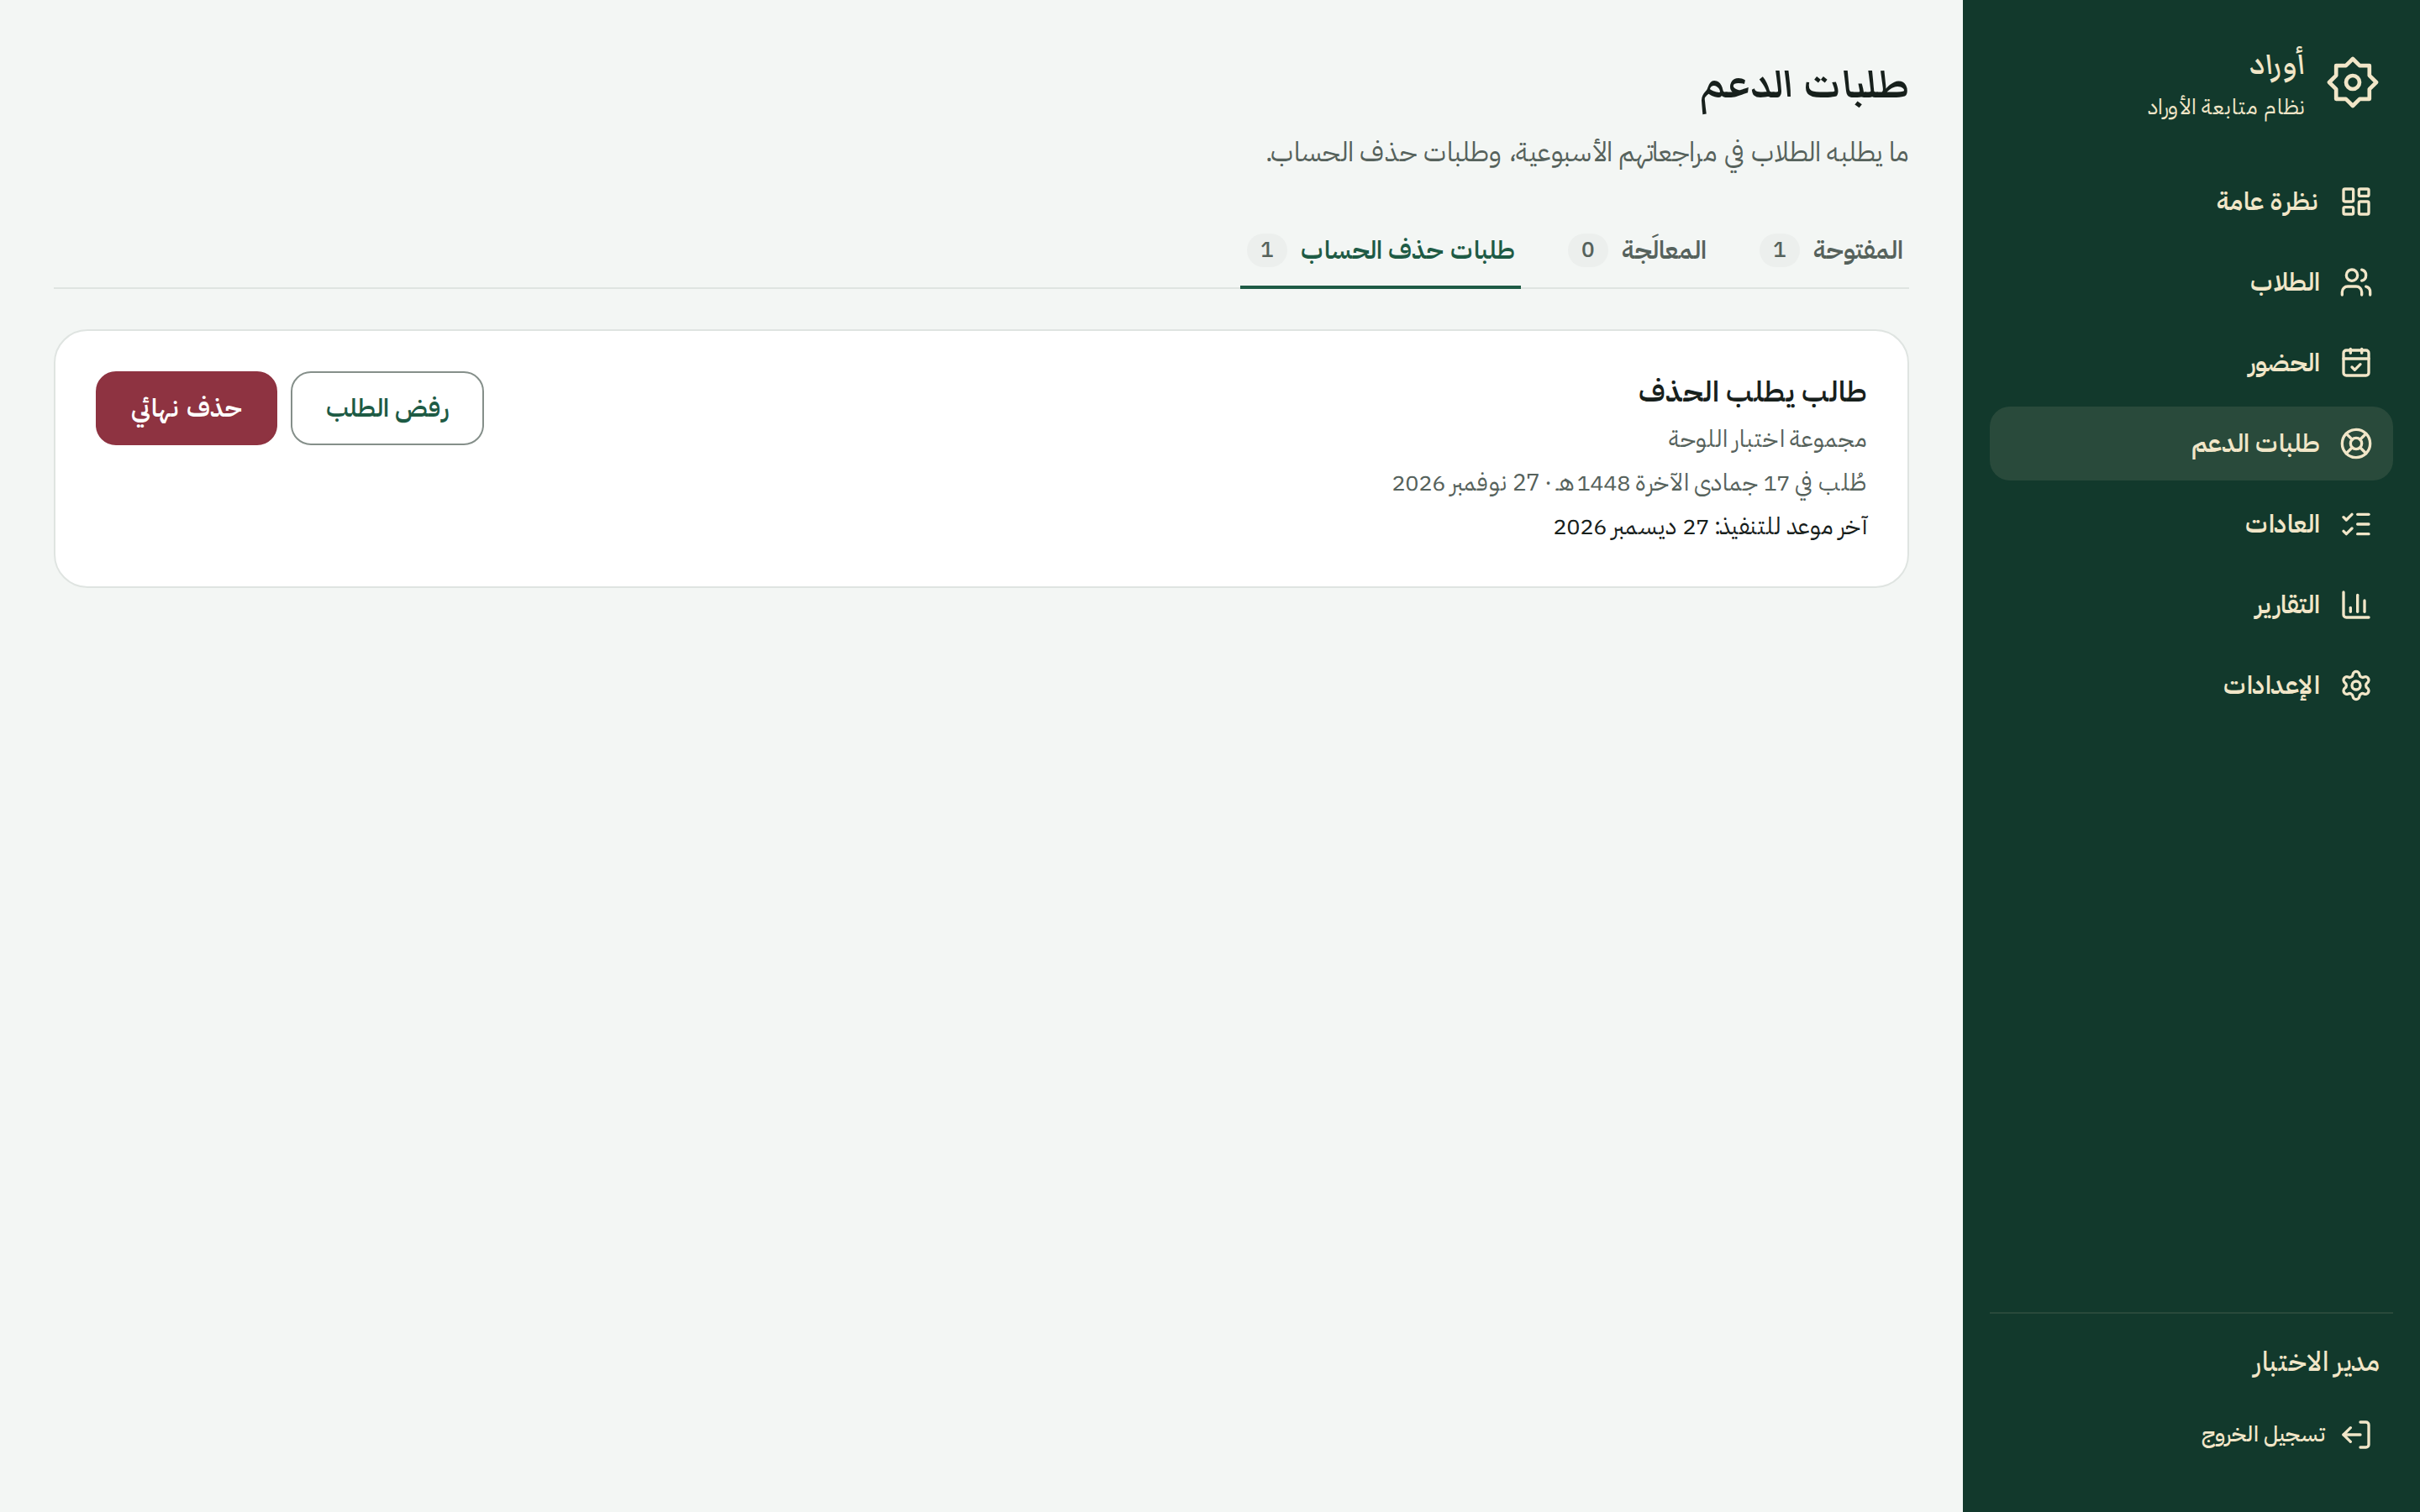 أوراد
نظام متابعة الأوراد
نظرة عامة
الطلاب
الحضور
طلبات الدعم
العادات
التقارير
الإعدادات
مدير الاختبار
تسجيل الخروج
طلبات الدعم
ما يطلبه الطلاب في مراجعاتهم الأسبوعية، وطلبات حذف الحساب.
المفتوحة 1
المعالَجة 0
طلبات حذف الحساب 1
طالب يطلب الحذف
مجموعة اختبار اللوحة
طُلب في 17 جمادى الآخرة 1448 هـ · 27 نوفمبر 2026
آخر موعد للتنفيذ: 27 ديسمبر 2026
رفض الطلب
حذف نهائي